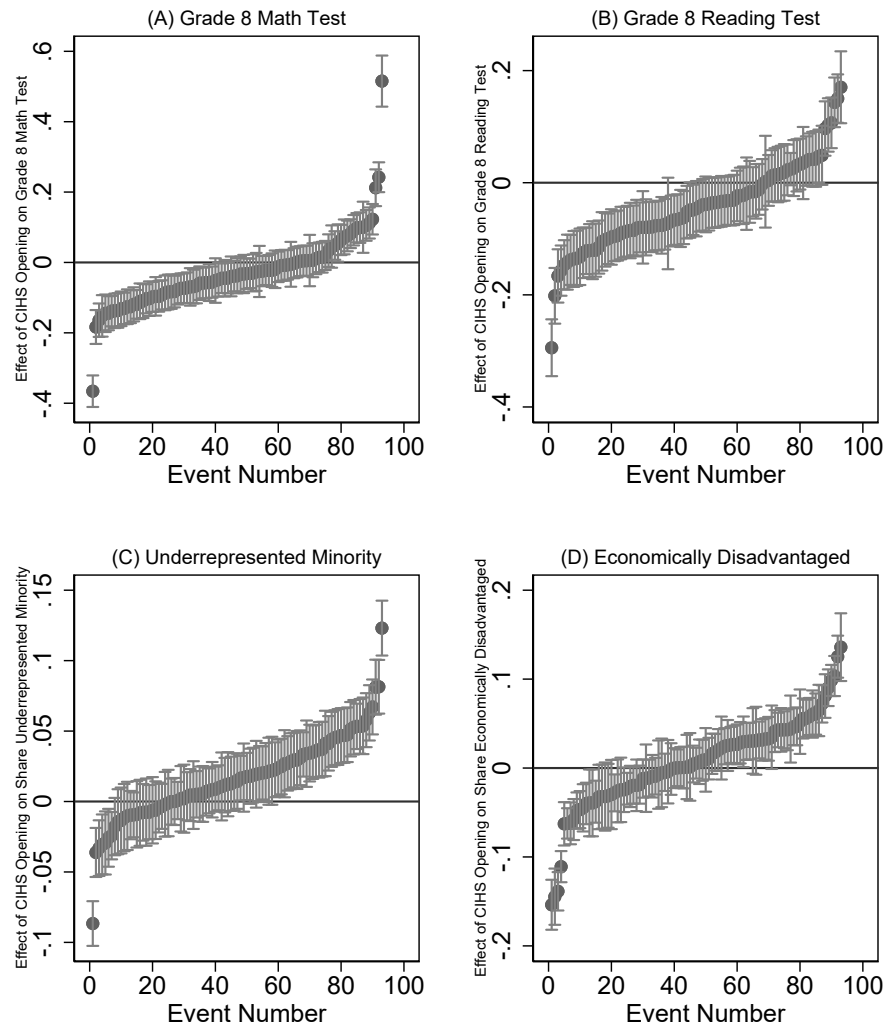 (A) Grade 8 Math Test
Effect of CIHS Opening on Grade 8 Math Test
.6
.4
.2
0
-.2
-.4
0 20 40 60 80 100
Event Number
(B) Grade 8 Reading Test
Effect of CIHS Opening on Grade 8 Reading Test
.2
0
-.2
-.4
0 20 40 60 80 100
Event Number
(C) Underrepresented Minority
Effect of CIHS Opening on Share Underrepresented Minority
.15
.1
.05
0
-.05
-.1
0 20 40 60 80 100
Event Number
(D) Economically Disadvantaged
Effect of CIHS Opening on Share Economically Disadvantaged
.2
.1
0
-.1
-.2
0 20 40 60 80 100
Event Number